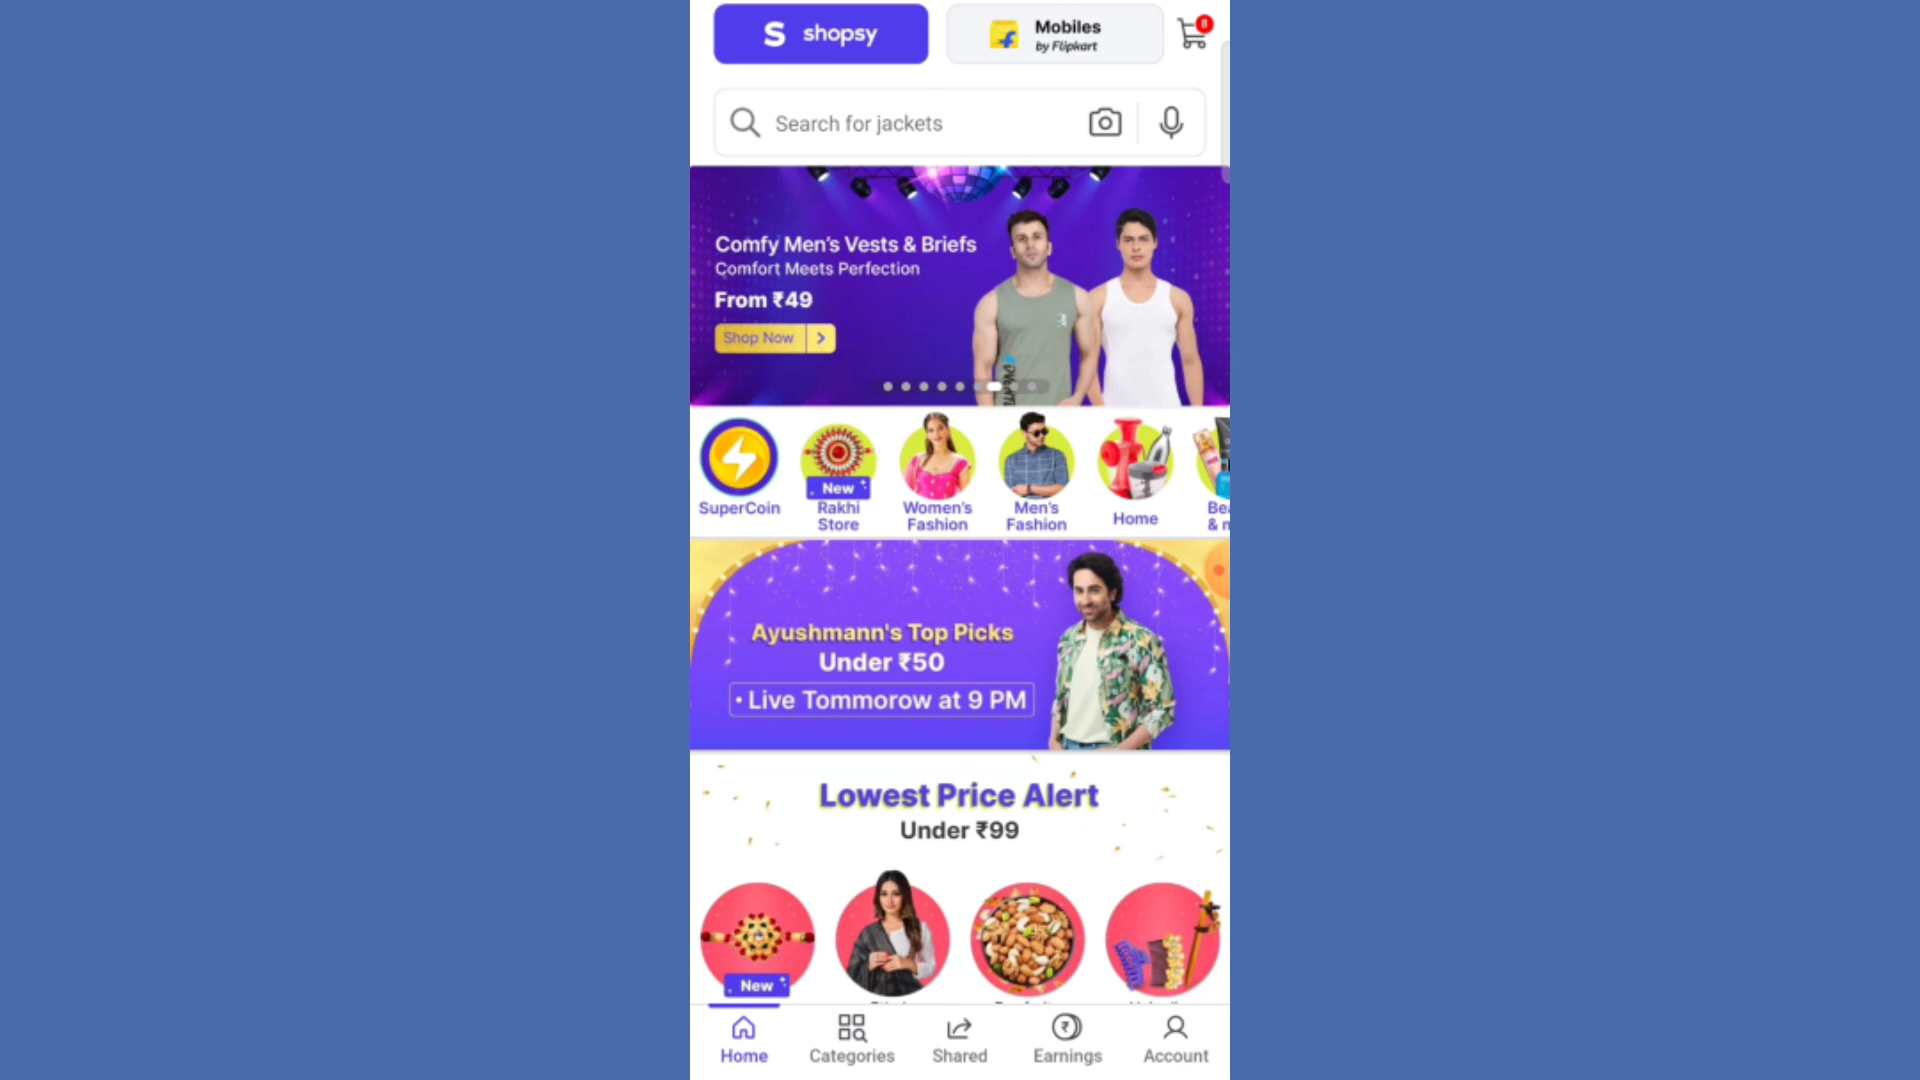 S shopsy
Mobiles
by Flipkart
8
Search for jackets
Comfy Men's Vests & Briefs
Comfort Meets Perfection
From ₹49
Shop Now
SuperCoin
New
Rakhi
Store
Women's
Fashion
Men's
Fashion
Home
Ayushmann's Top Picks
Under ₹50
• Live Tommorow at 9 PM
Lowest Price Alert
Under ₹99
New
Home
Categories
Shared
Earnings
Account